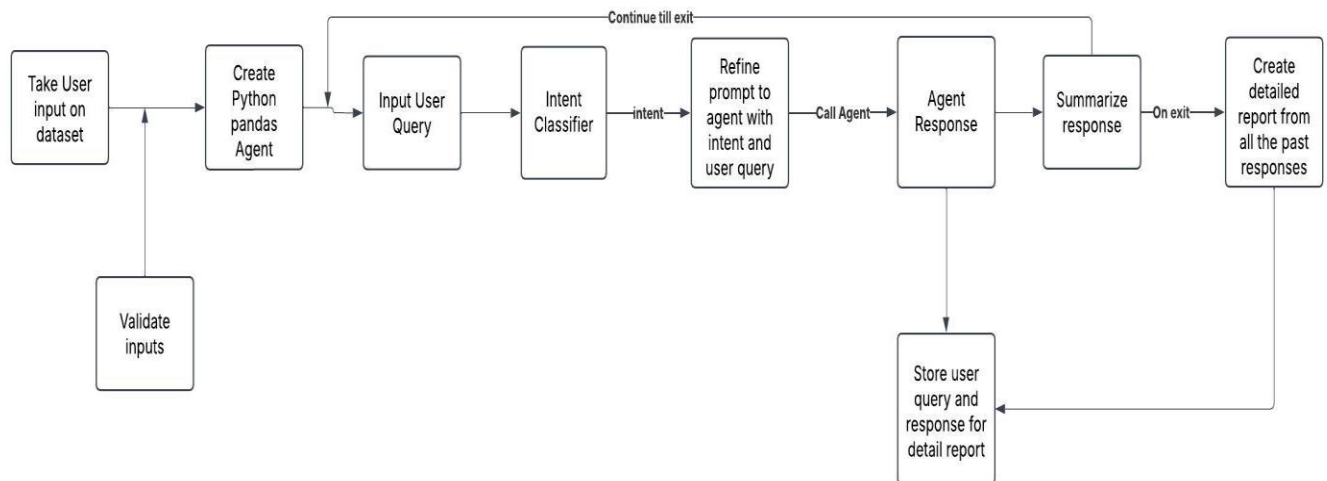 Continue till exit
Take User
input on
dataset
Create
Python
pandas
Agent
Input User
Query
Intent
Classifier
intent
Refine
prompt to
agent with
intent and
user query
Call Agent
Agent
Response
Summarize
response
On exit
Create
detailed
report from
all the past
responses
Validate
inputs
Store user
query and
response for
detail report